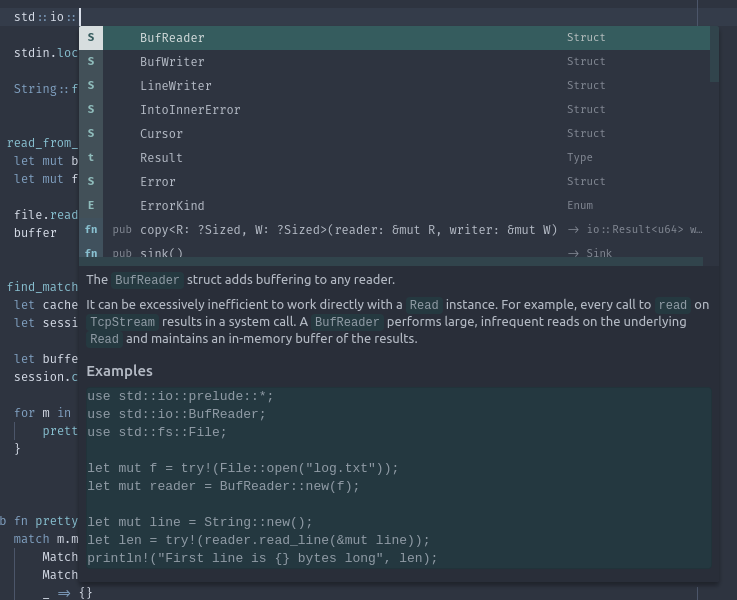 std::io::
S BufReader Struct
stdin.loc
S BufWriter Struct
S LineWriter Struct
String::f
S IntoInnerError Struct
S Cursor Struct
read_from_
t Result Type
let mut b
S Error Struct
let mut f
E ErrorKind Enum
file.read
fn pub copy<R: ?Sized, W: ?Sized>(reader: &mut R, writer: &mut W) -> io::Result<u64> w…
buffer
fn pub sink() -> Sink
The BufReader struct adds buffering to any reader.
find_match
let cache
It can be excessively inefficient to work directly with a Read instance. For example, every call to read on
let sessi
TcpStream results in a system call. A BufReader performs large, infrequent reads on the underlying
Read and maintains an in-memory buffer of the results.
let buffe
session.c
Examples
use std::io::prelude::*;
for m in
use std::io::BufReader;
prett
use std::fs::File;
}
let mut f = try!(File::open("log.txt"));
let mut reader = BufReader::new(f);
b fn pretty
let mut line = String::new();
match m.m
let len = try!(reader.read_line(&mut line));
Match
println!("First line is {} bytes long", len);
Match
_ => {}